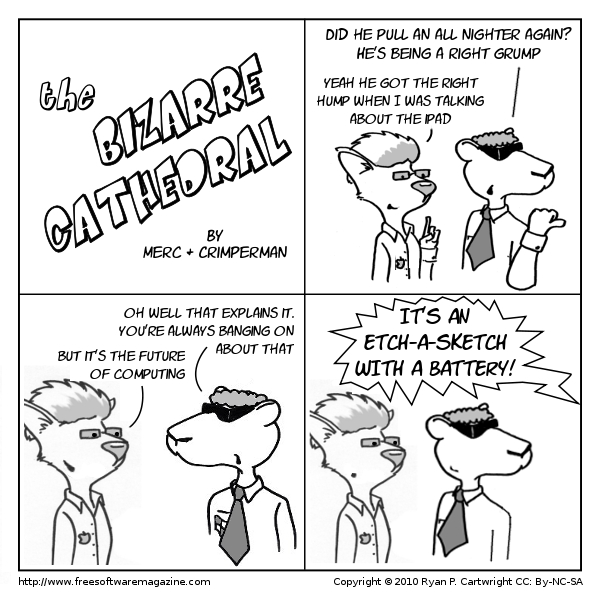 the
BIZARRE
CATHEDRAL
BY
MERC + CRIMPERMAN
DID HE PULL AN ALL NIGHTER AGAIN?
HE'S BEING A RIGHT GRUMP
YEAH HE GOT THE RIGHT
HUMP WHEN I WAS TALKING
ABOUT THE IPAD
OH WELL THAT EXPLAINS IT.
YOU'RE ALWAYS BANGING ON
ABOUT THAT
BUT IT'S THE FUTURE
OF COMPUTING
IT'S AN
ETCH-A-SKETCH
WITH A BATTERY!
http://www.freesoftwaremagazine.com
Copyright © 2010 Ryan P. Cartwright CC: By-NC-SA